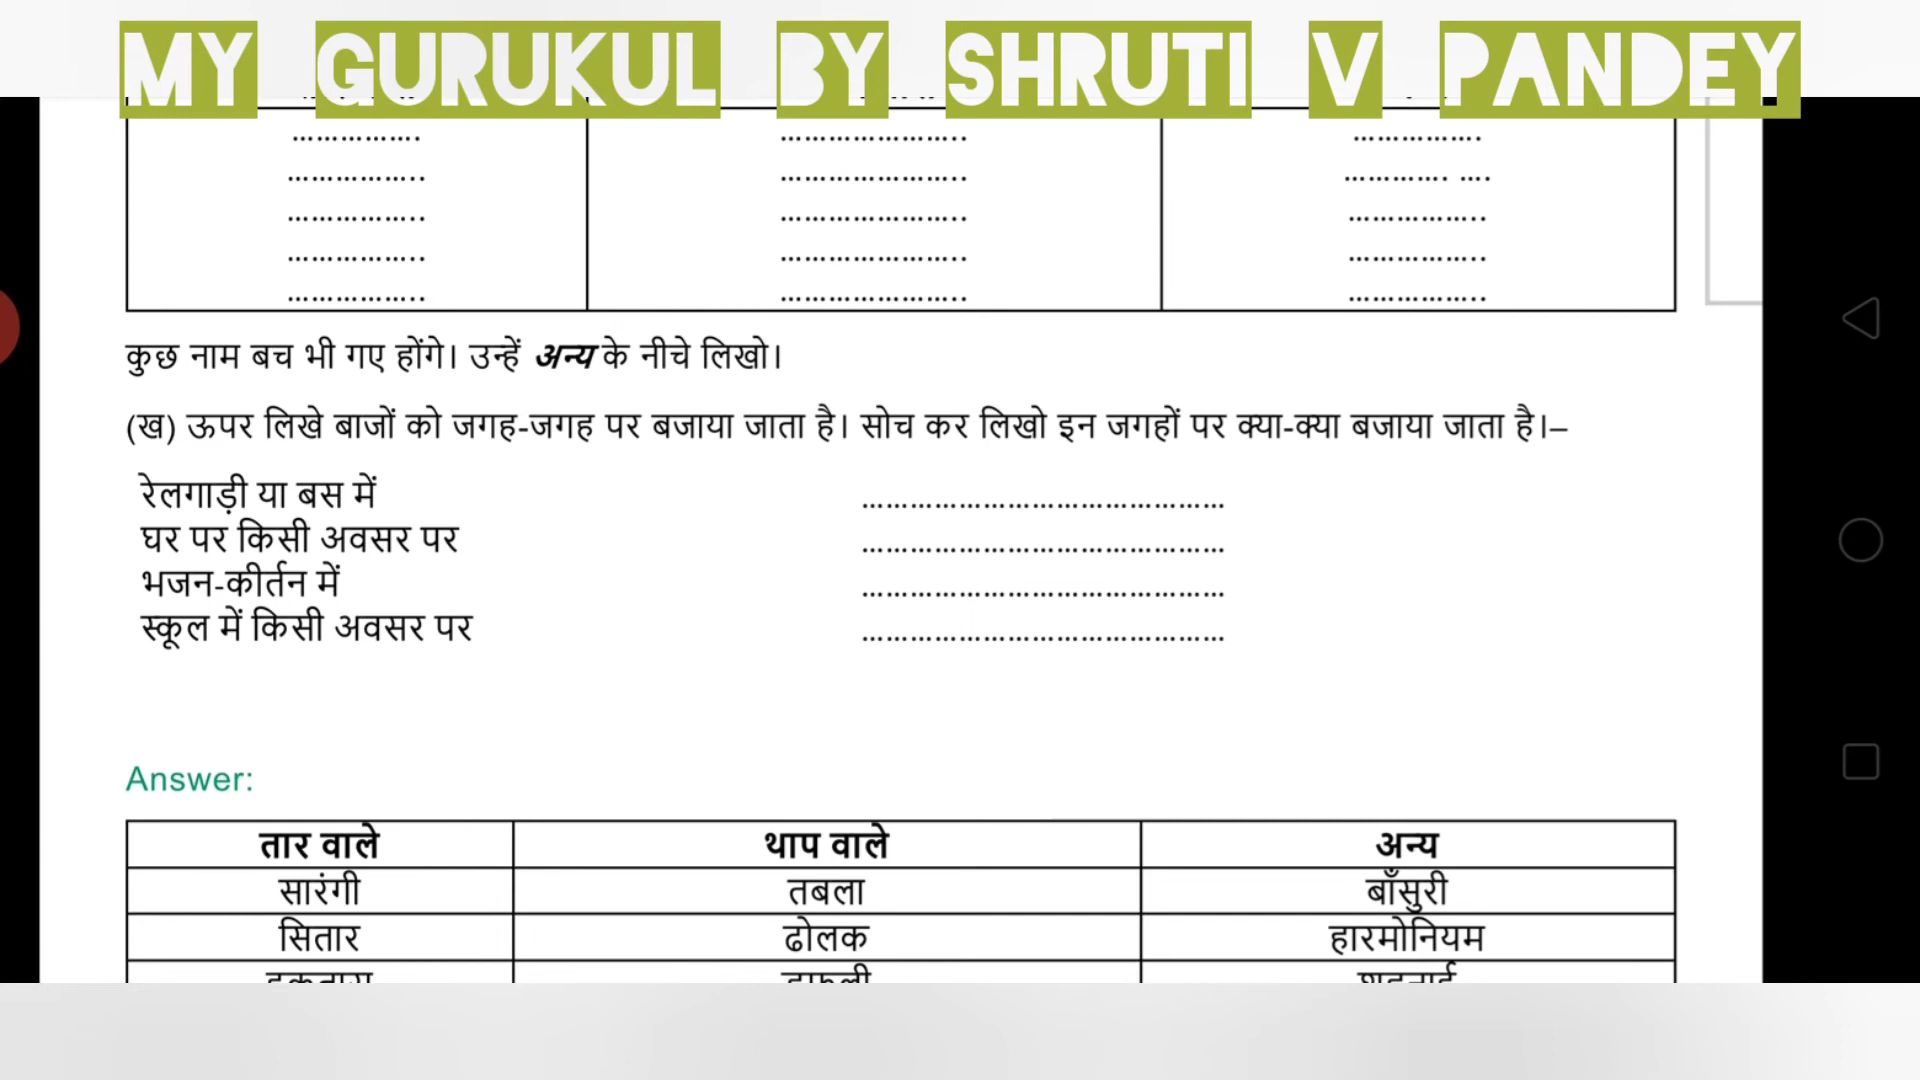 MY GURUKUL BY SHRUTI V PANDEY
................ ....................... ................
................. ....................... ............. ....
................. ....................... .................
................. ....................... .................
................. ....................... .................
कुछ नाम बच भी गए होंगे। उन्हें अन्य के नीचे लिखो।
(ख) ऊपर लिखे बाजों को जगह-जगह पर बजाया जाता है। सोच कर लिखो इन जगहों पर क्या-क्या बजाया जाता है।–
रेलगाड़ी या बस में .............................................
घर पर किसी अवसर पर .............................................
भजन-कीर्तन में .............................................
स्कूल में किसी अवसर पर .............................................
Answer:
तार वाले थाप वाले अन्य
सारंगी तबला बाँसुरी
सितार ढोलक हारमोनियम